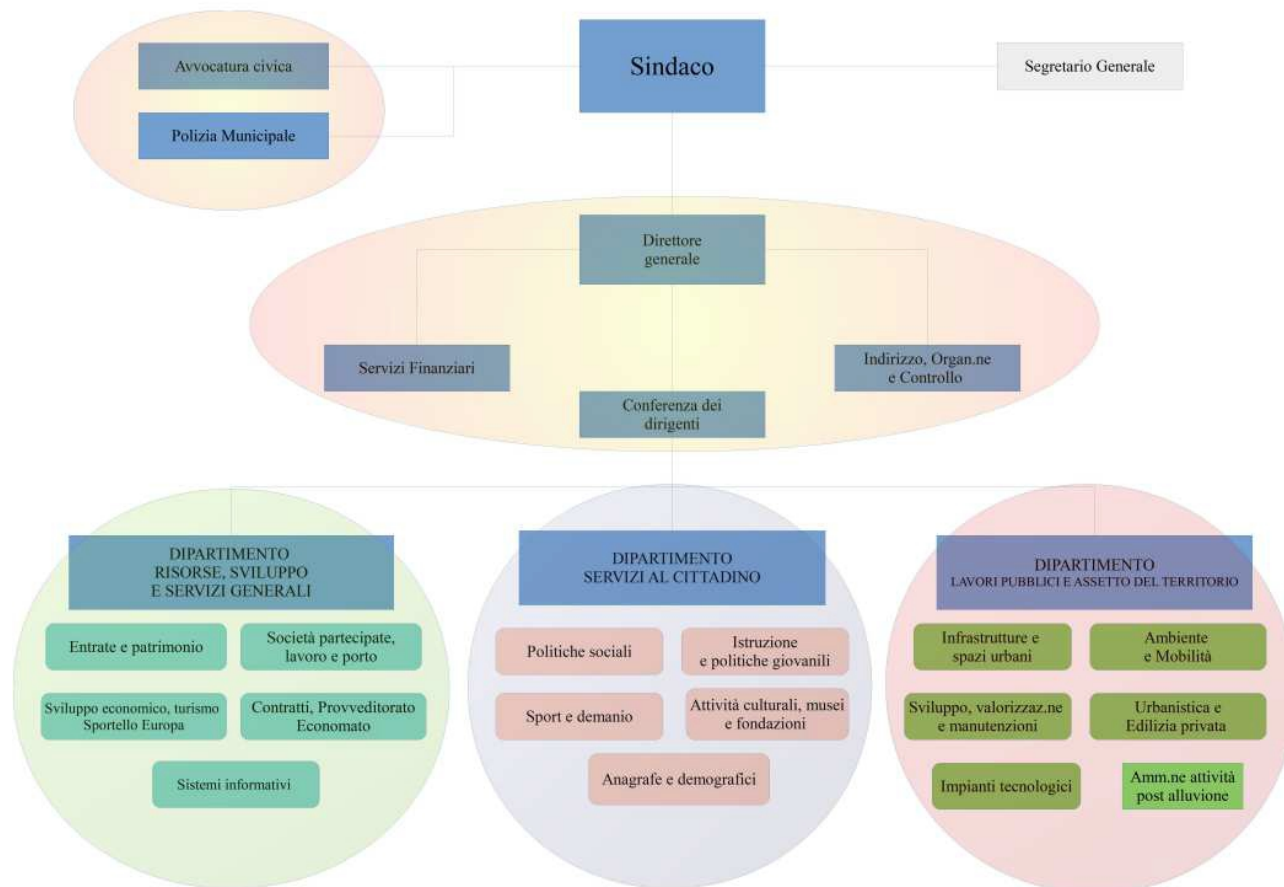 Avvocatura civica
Sindaco
Segretario Generale
Polizia Municipale
Direttore
generale
Servizi Finanziari
Indirizzo, Organ.ne
e Controllo
Conferenza dei
dirigenti
DIPARTIMENTO
RISORSE, SVILUPPO
E SERVIZI GENERALI
Entrate e patrimonio
Società partecipate,
lavoro e porto
Sviluppo economico, turismo
Sportello Europa
Contratti, Provveditorato
Economato
Sistemi informativi
DIPARTIMENTO
SERVIZI AL CITTADINO
Politiche sociali
Istruzione
e politiche giovanili
Sport e demanio
Attività culturali, musei
e fondazioni
Anagrafe e demografici
DIPARTIMENTO
LAVORI PUBBLICI E ASSETTO DEL TERRITORIO
Infrastrutture e
spazi urbani
Ambiente
e Mobilità
Sviluppo, valorizzaz.ne
e manutenzioni
Urbanistica e
Edilizia privata
Impianti tecnologici
Amm.ne attività
post alluvione